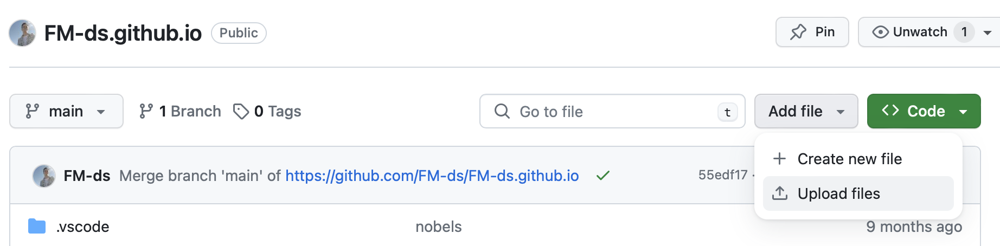 FM-ds.github.io Public Pin Unwatch 1
main 1 Branch 0 Tags Go to file t Add file Code
Create new file
FM-ds Merge branch 'main' of https://github.com/FM-ds/FM-ds.github.io 55edf17 ·
Upload files
.vscode nobels 9 months ago